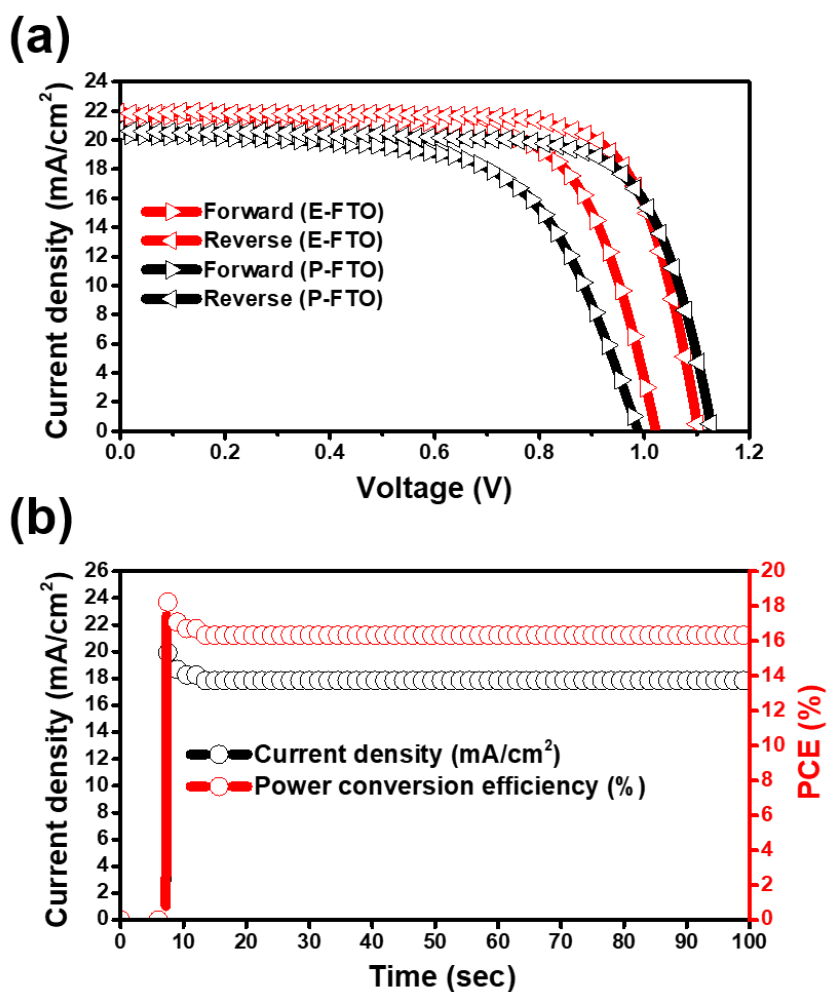 (a)
24
22
20
18
16
14
12
10
8
6
4
2
0
Current density (mA/cm²)
Forward (E-FTO)
Reverse (E-FTO)
Forward (P-FTO)
Reverse (P-FTO)
0.0 0.2 0.4 0.6 0.8 1.0 1.2
Voltage (V)
(b)
26
24
22
20
18
16
14
12
10
8
6
4
2
0
Current density (mA/cm²)
Current density (mA/cm²)
Power conversion efficiency (%)
20
18
16
14
12
10
8
6
4
2
0
PCE (%)
0 10 20 30 40 50 60 70 80 90 100
Time (sec)